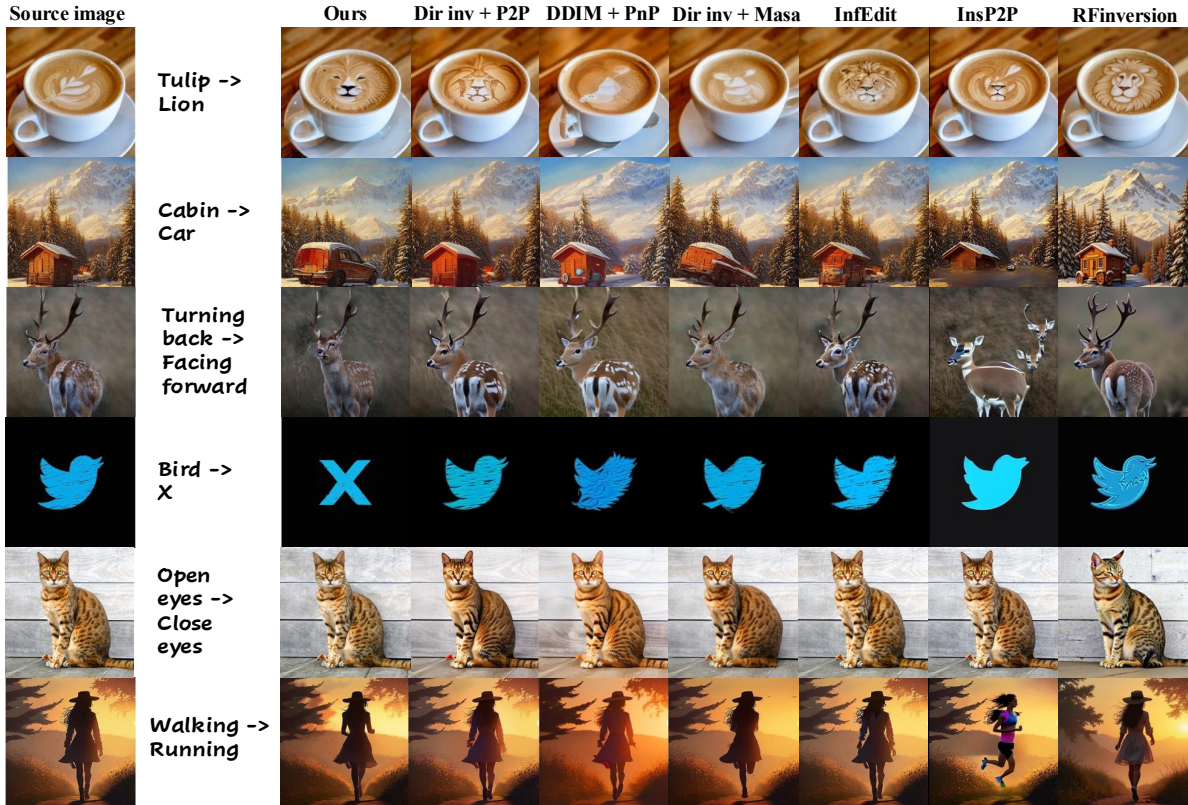 Source image Ours Dir inv + P2P DDIM + PnP Dir inv + Masa InfEdit InsP2P RFinversion
Tulip ->
Lion
Cabin ->
Car
Turning
back ->
Facing
forward
Bird ->
X
Open
eyes ->
Close
eyes
Walking ->
Running